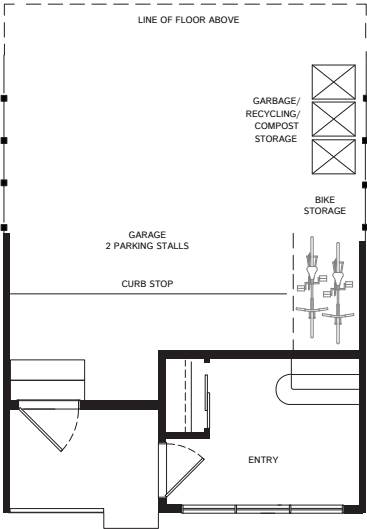 LINE OF FLOOR ABOVE
GARBAGE/
RECYCLING/
COMPOST
STORAGE
BIKE
STORAGE
GARAGE
2 PARKING STALLS
CURB STOP
ENTRY